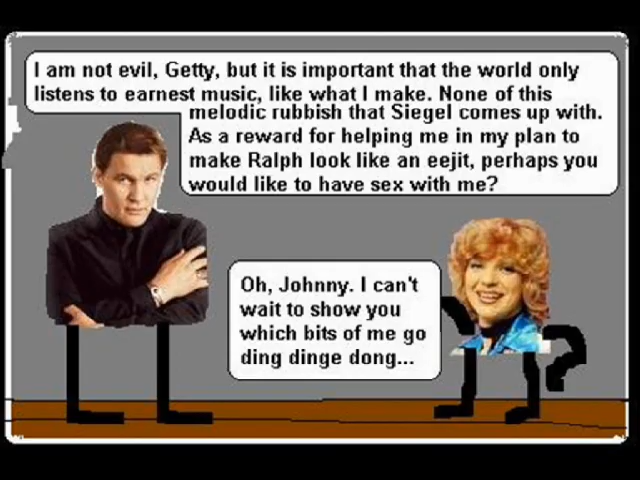 I am not evil, Getty, but it is important that the world only
listens to earnest music, like what I make. None of this
melodic rubbish that Siegel comes up with.
As a reward for helping me in my plan to
make Ralph look like an eejit, perhaps you
would like to have sex with me?
Oh, Johnny. I can't
wait to show you
which bits of me go
ding dinge dong...